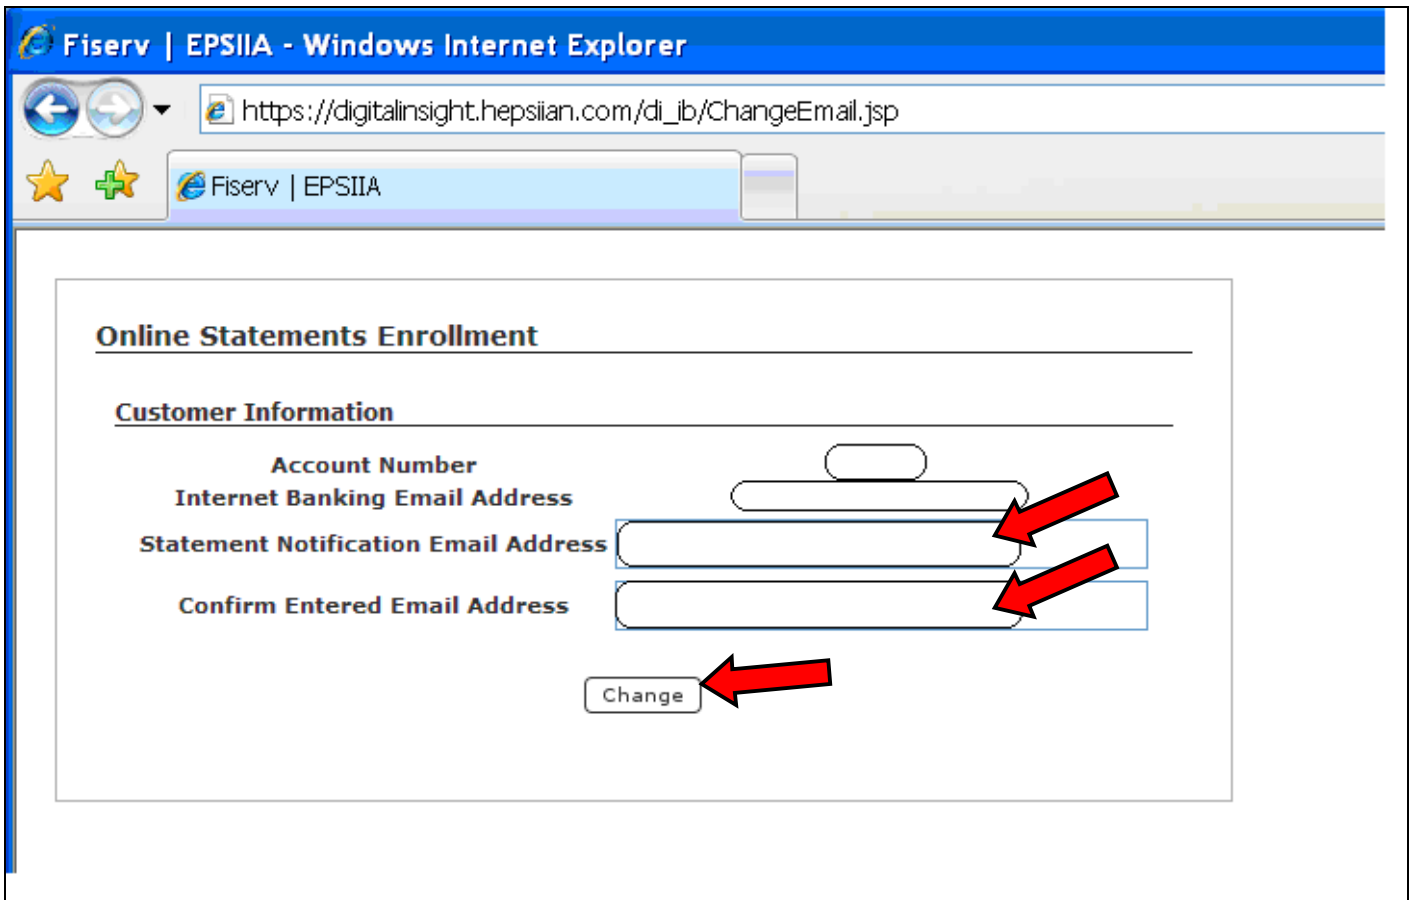 Fiserv | EPSIIA - Windows Internet Explorer
https://digitalinsight.hepsiian.com/di_ib/ChangeEmail.jsp
Fiserv | EPSIIA
Online Statements Enrollment
Customer Information
Account Number
Internet Banking Email Address
Statement Notification Email Address
Confirm Entered Email Address
Change